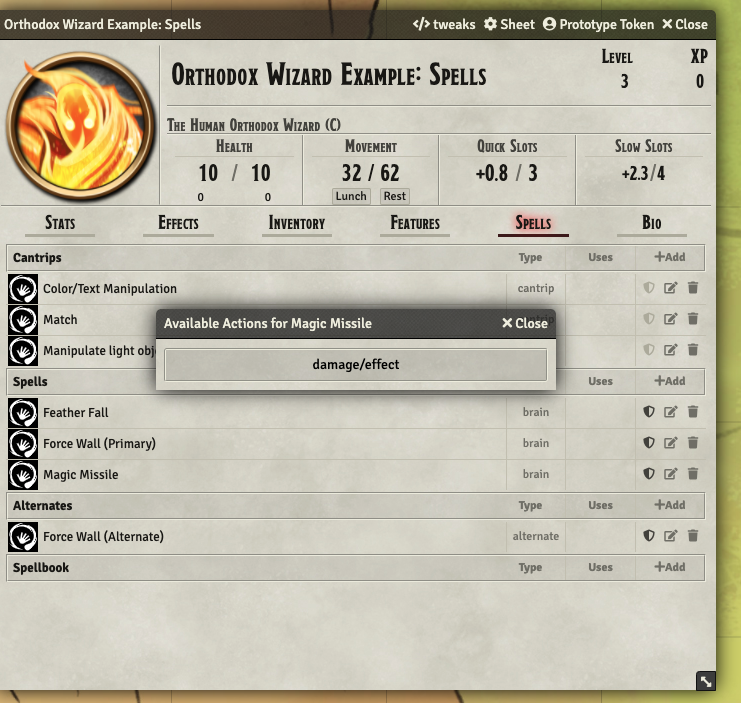 Orthodox Wizard Example: Spells </> tweaks Sheet Prototype Token Close
Orthodox Wizard Example: Spells
Level XP
3 0
The Human Orthodox Wizard (C)
Health Movement Quick Slots Slow Slots
10 / 10 32 / 62 +0.8 / 3 +2.3/4
0 0 Lunch Rest
Stats Effects Inventory Features Spells Bio
Cantrips Type Uses +Add
Color/Text Manipulation cantrip
Match
Available Actions for Magic Missile Close
Manipulate light obj
damage/effect
Spells Uses +Add
Feather Fall brain
Force Wall (Primary) brain
Magic Missile brain
Alternates Type Uses +Add
Force Wall (Alternate) alternate
Spellbook Type Uses +Add